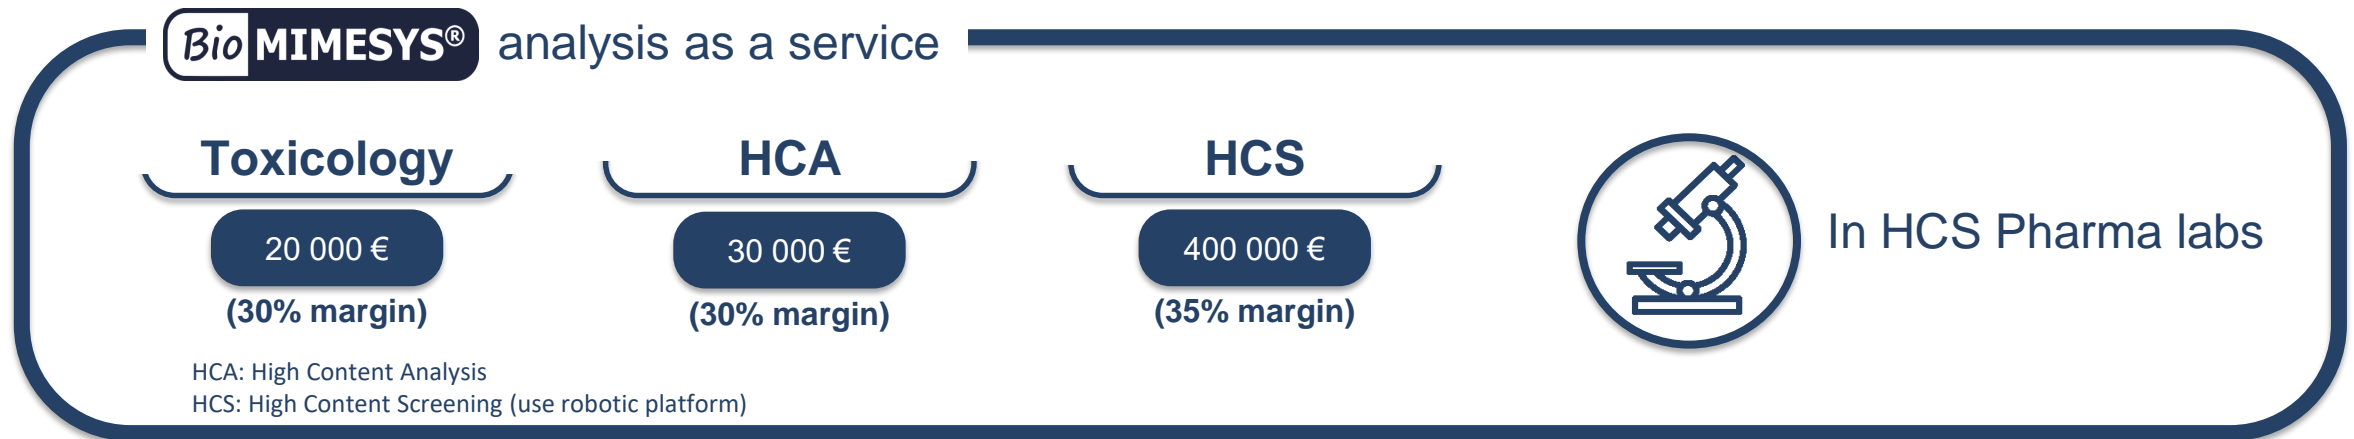 Bio MIMESYS® analysis as a service
Toxicology
20 000 €
(30% margin)
HCA
30 000 €
(30% margin)
HCS
400 000 €
(35% margin)
In HCS Pharma labs
HCA: High Content Analysis
HCS: High Content Screening (use robotic platform)